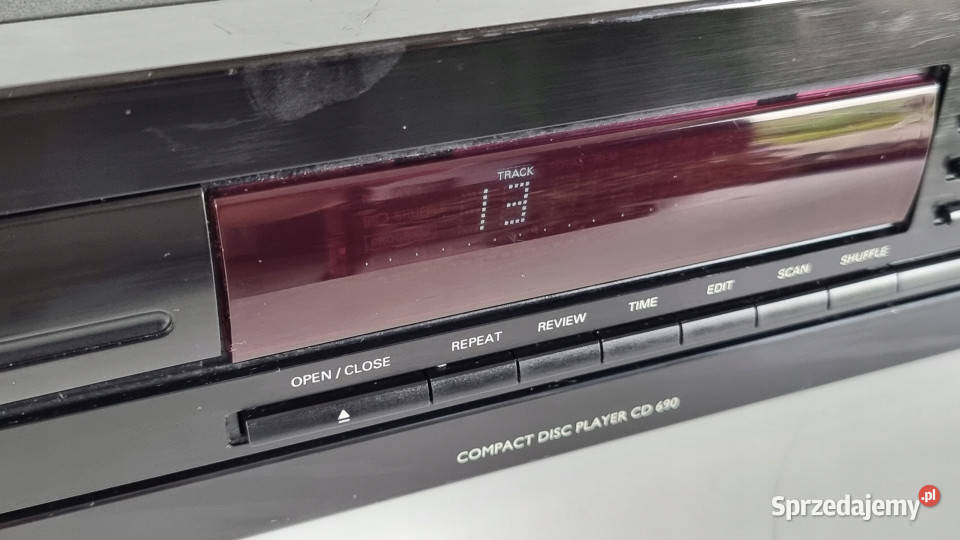 TRACK
13
OPEN / CLOSE
REPEAT
REVIEW
TIME
EDIT
SCAN
SHUFFLE
COMPACT DISC PLAYER CD 690
Sprzedajemy.pl